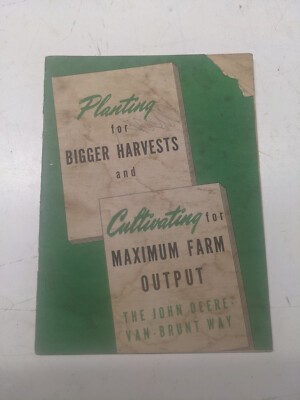 Planting
for
BIGGER HARVESTS
and
Cultivating for
MAXIMUM FARM
OUTPUT
THE JOHN DEERE-
VAN BRUNT WAY